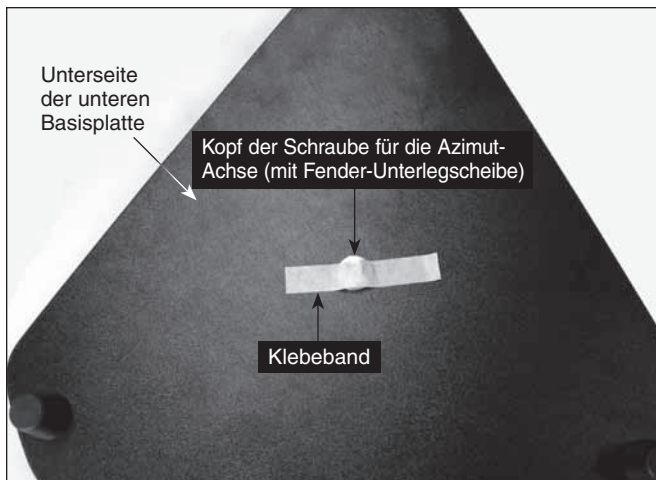 Unterseite
der unteren
Basisplatte
Kopf der Schraube für die Azimut-
Achse (mit Fender-Unterlegscheibe)
Klebeband